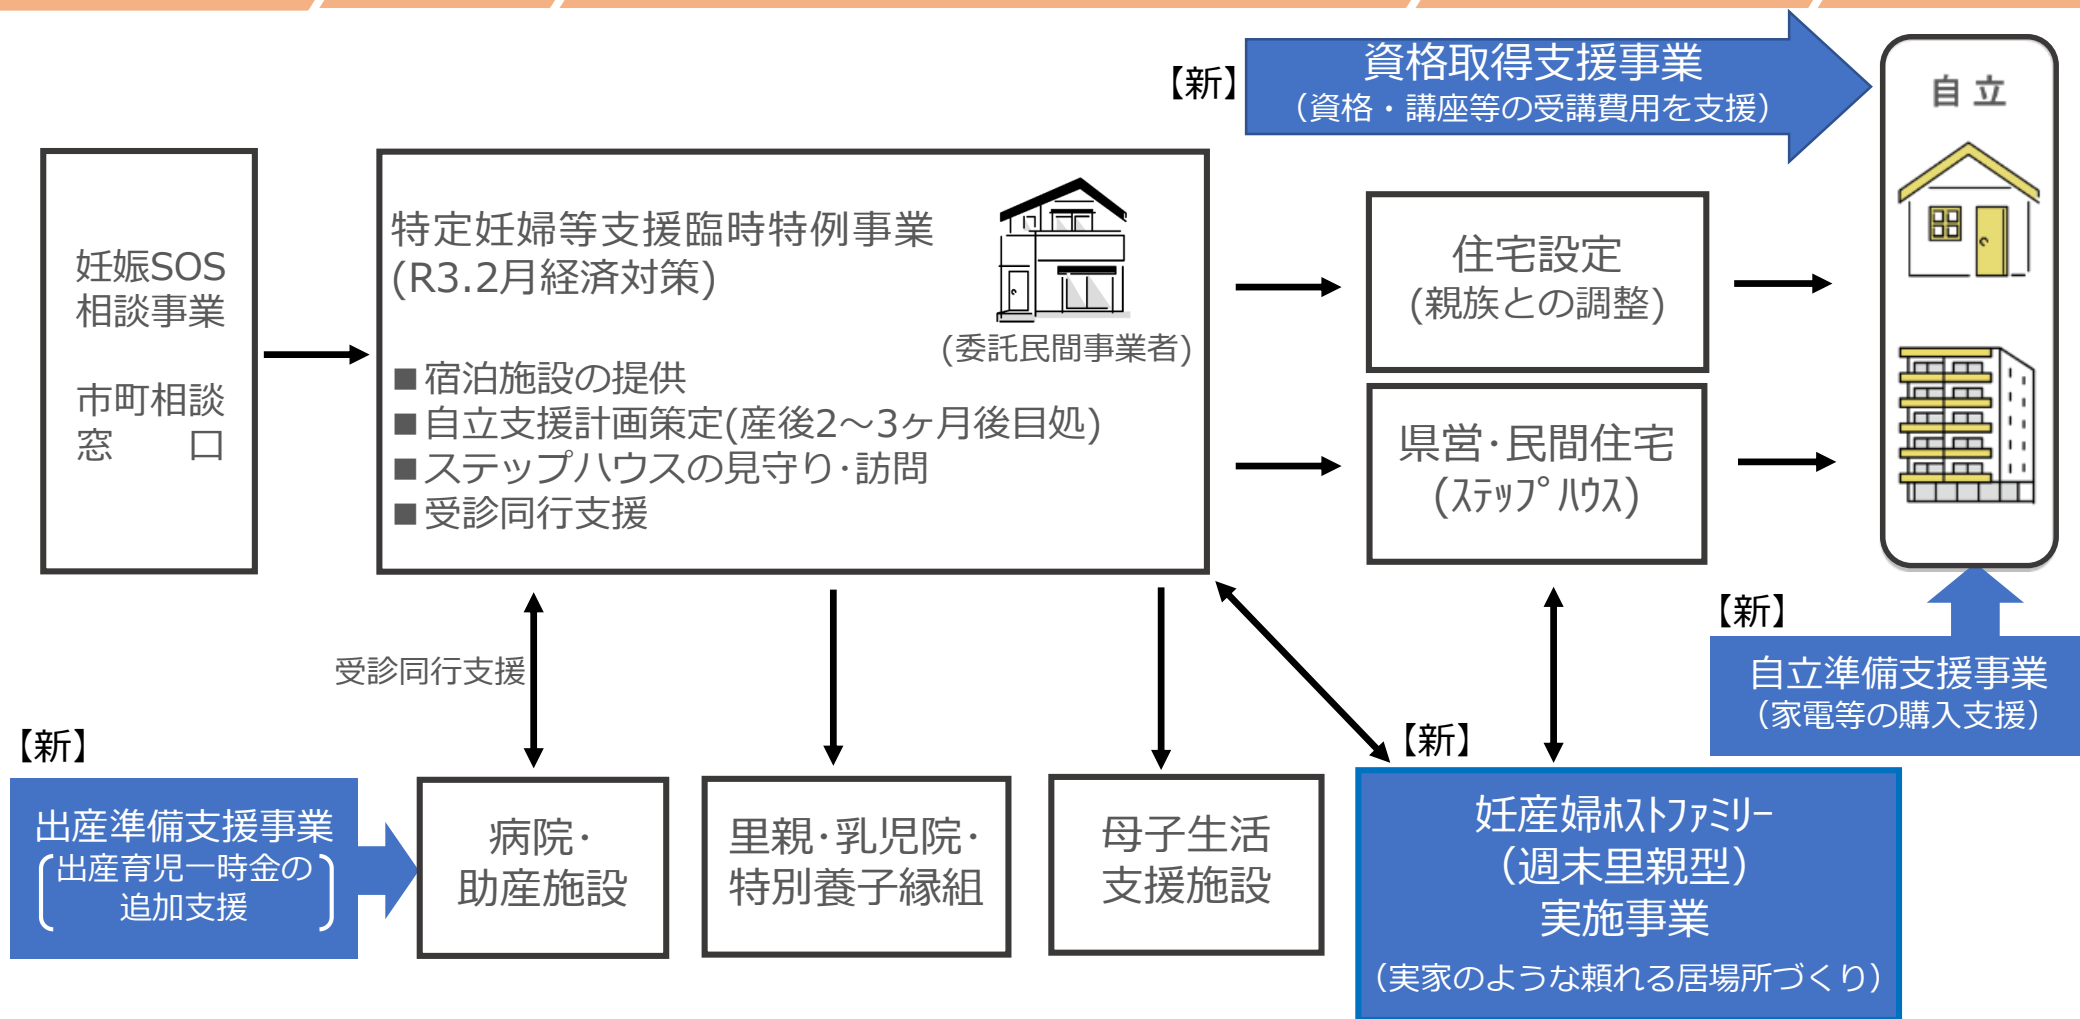 【新】
資格取得支援事業
（資格・講座等の受講費用を支援）
自立
妊娠SOS
相談事業
市町相談
窓　　口
特定妊婦等支援臨時特例事業
(R3.2月経済対策)
(委託民間事業者)
■宿泊施設の提供
■自立支援計画策定(産後2～3ヶ月後目処)
■ステップハウスの見守り･訪問
■受診同行支援
住宅設定
(親族との調整)
県営･民間住宅
(ｽﾃｯﾌﾟﾊｳｽ)
【新】
自立準備支援事業
（家電等の購入支援）
受診同行支援
【新】
出産準備支援事業
出産育児一時金の
追加支援
病院･
助産施設
里親･乳児院･
特別養子縁組
母子生活
支援施設
【新】
妊産婦ﾎｽﾄﾌｧﾐﾘｰ
（週末里親型）
実施事業
（実家のような頼れる居場所づくり）